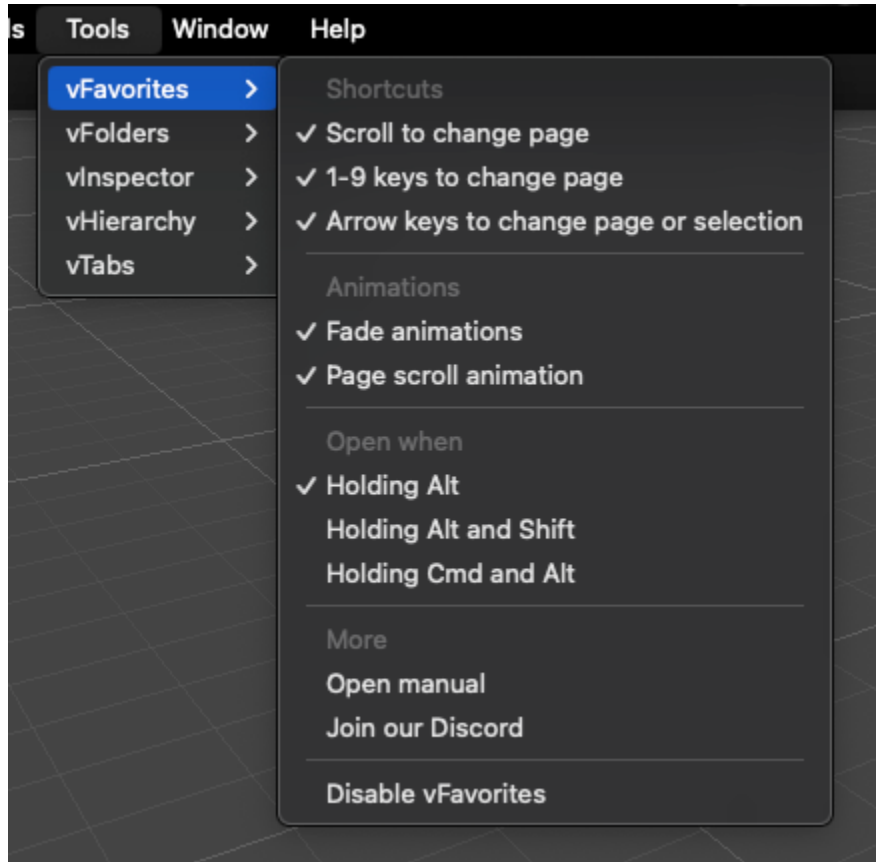 ls Tools Window Help
vFavorites
vFolders
vInspector
vHierarchy
vTabs
Shortcuts
Scroll to change page
1-9 keys to change page
Arrow keys to change page or selection
Animations
Fade animations
Page scroll animation
Open when
Holding Alt
Holding Alt and Shift
Holding Cmd and Alt
More
Open manual
Join our Discord
Disable vFavorites